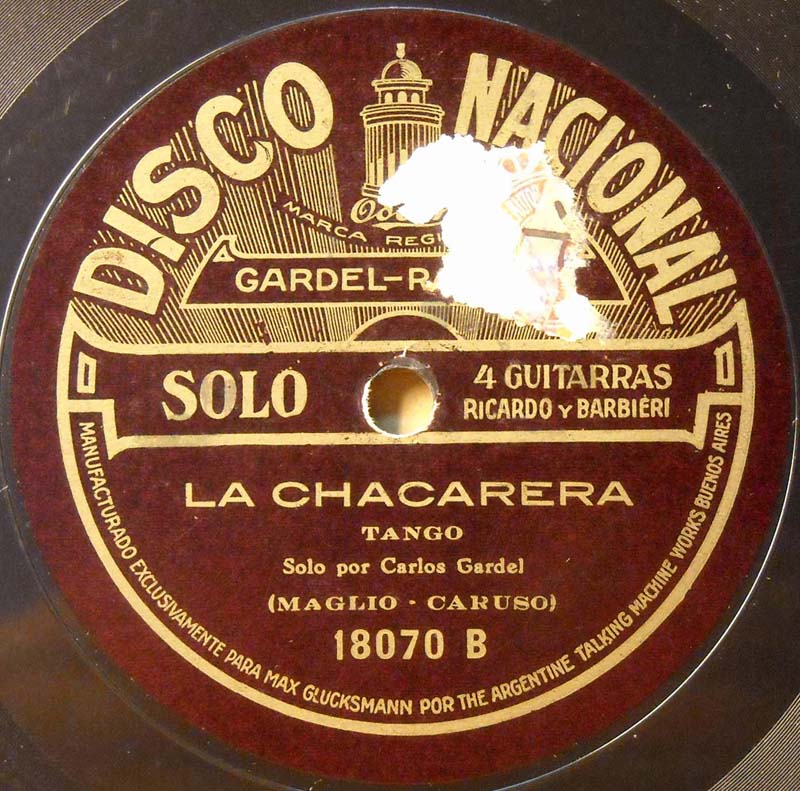 DISCO NACIONAL
MARCA
GARDEL-
SOLO
4 GUITARRAS
RICARDO Y BARBIERI
LA CHACARERA
TANGO
Solo por Carlos Gardel
(MAGLIO - CARUSO)
18070 B
MANUFACTURADO EXCLUSIVAMENTE PARA MAX GLUCKSMANN POR THE ARGENTINE TALKING MACHINE WORKS BUENOS AIRES